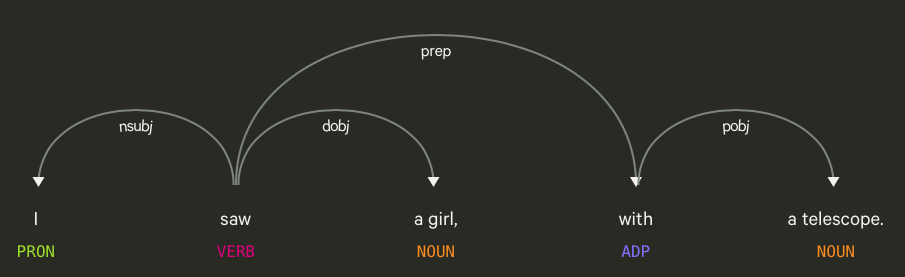 prep
nsubj dobj pobj
I saw a girl, with a telescope.
PRON VERB NOUN ADP NOUN